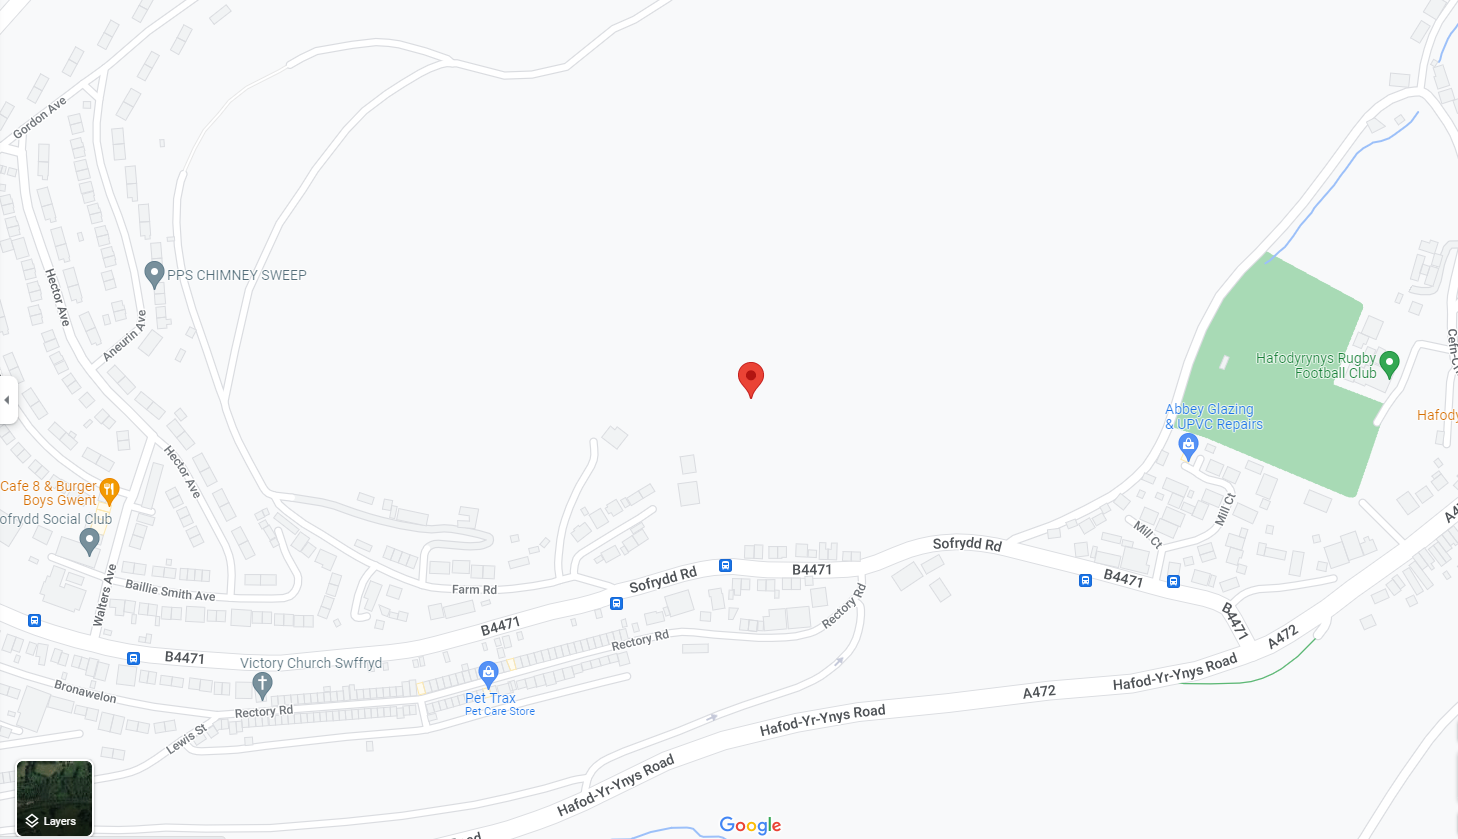 Gordon Ave
PPS CHIMNEY SWEEP
Hector Ave
Aneurin Ave
Hafodyrynys Rugby
Football Club
Cefn-Cr
Abbey Glazing
& UPVC Repairs
Hafody
Hector Ave
Cafe 8 & Burger
Boys Gwent
ofrydd Social Club
Mill Ct
Mill Ct
A4
Sofrydd Rd
B4471
B4471
Sofrydd Rd
Farm Rd
Baillie Smith Ave
Walters Ave
Rectory Rd
B4471
B4471
A472
B4471
Rectory Rd
Victory Church Swffryd
Hafod-Yr-Ynys Road
A472
Bronawelon
Pet Trax
Pet Care Store
Rectory Rd
Hafod-Yr-Ynys Road
Lewis St
Hafod-Yr-Ynys Road
Layers
Google
oad